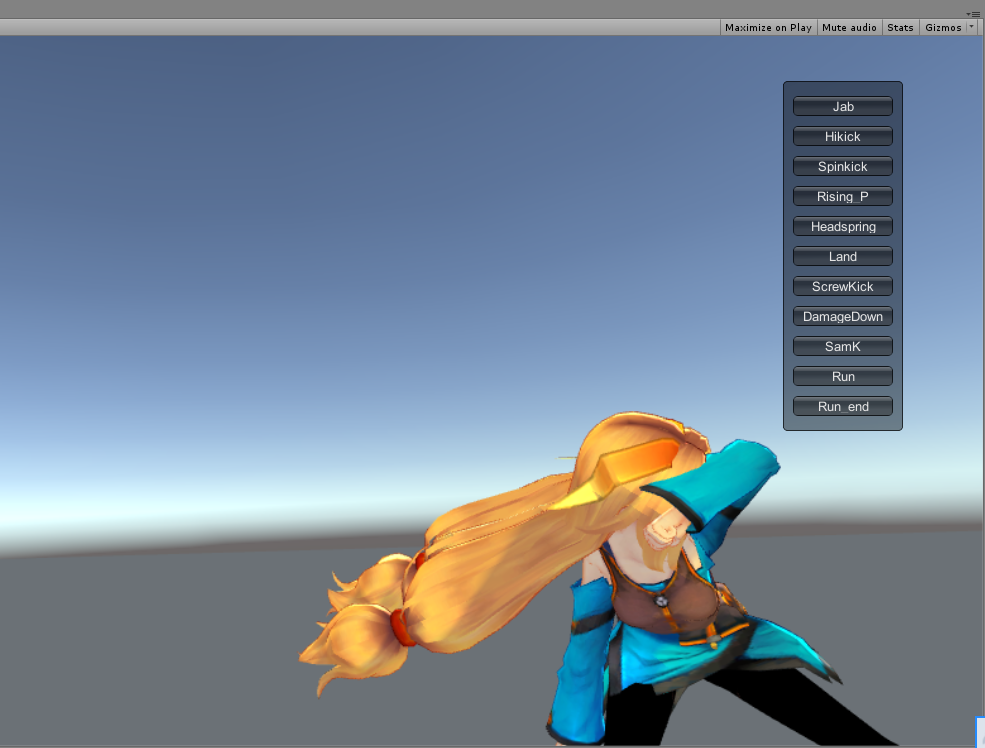 Maximize on Play Mute audio Stats Gizmos
Jab
Hikick
Spinkick
Rising_P
Headspring
Land
ScrewKick
DamageDown
SamK
Run
Run_end